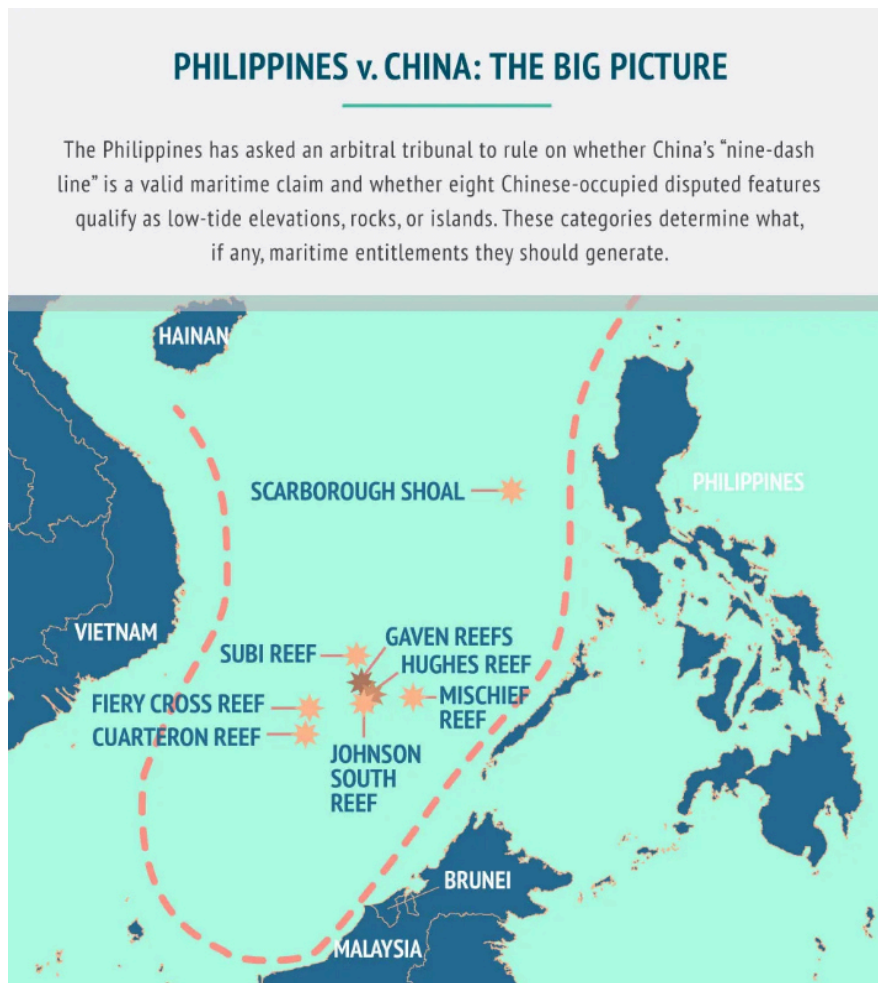 PHILIPPINES v. CHINA: THE BIG PICTURE
The Philippines has asked an arbitral tribunal to rule on whether China's “nine-dash
line” is a valid maritime claim and whether eight Chinese-occupied disputed features
qualify as low-tide elevations, rocks, or islands. These categories determine what,
if any, maritime entitlements they should generate.
HAINAN
PHILIPPINES
SCARBOROUGH SHOAL
VIETNAM
GAVEN REEFS
SUBI REEF
HUGHES REEF
FIERY CROSS REEF
MISCHIEF
REEF
CUARTERON REEF
JOHNSON
SOUTH
REEF
BRUNEI
MALAYSIA